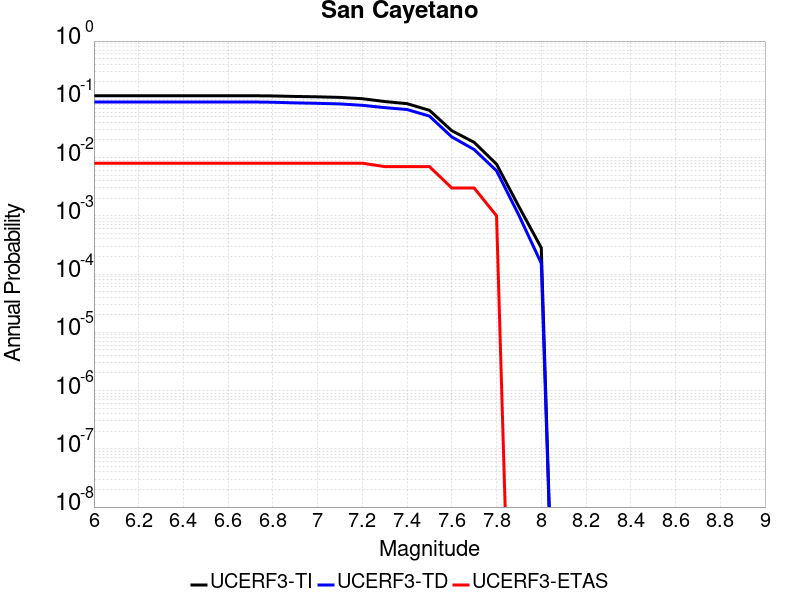 San Cayetano
10^0
10^-1
10^-2
10^-3
10^-4
10^-5
10^-6
10^-7
10^-8
Annual Probability
6 6.2 6.4 6.6 6.8 7 7.2 7.4 7.6 7.8 8 8.2 8.4 8.6 8.8 9
Magnitude
UCERF3-TI UCERF3-TD UCERF3-ETAS